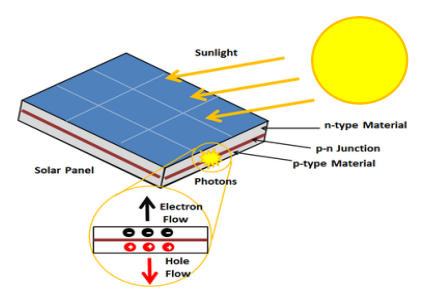 Sunlight
n-type Material
p-n Junction
p-type Material
Solar Panel
Photons
Electron
Flow
Hole
Flow